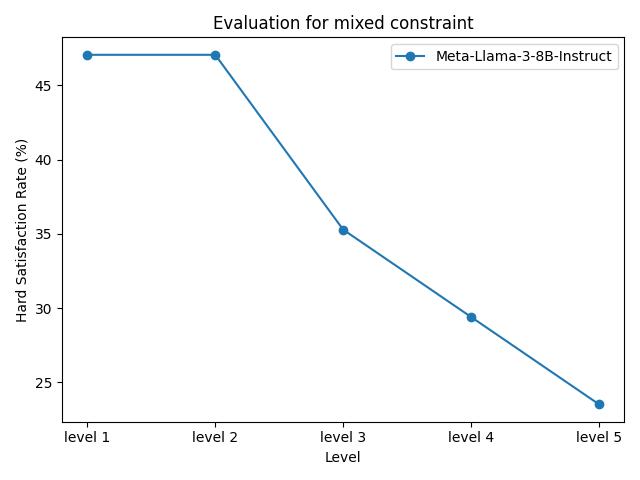 Evaluation for mixed constraint
Meta-Llama-3-8B-Instruct
Hard Satisfaction Rate (%)
45
40
35
30
25
level 1
level 2
level 3
level 4
level 5
Level